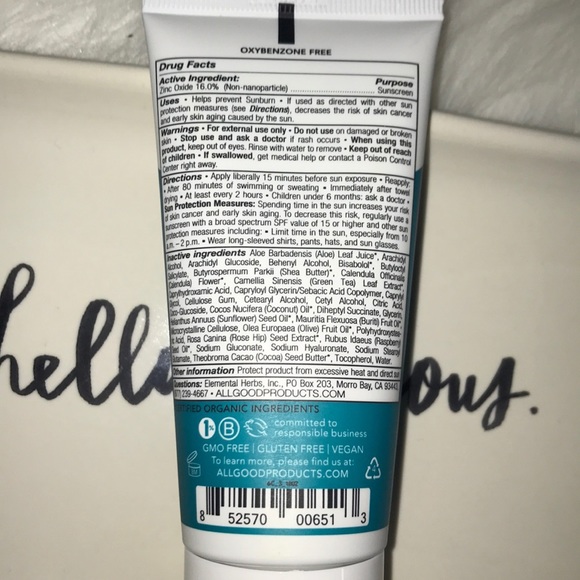 OXYBENZONE FREE
Drug Facts
Active Ingredient: Purpose
Zinc Oxide 16.0% (Non-nanoparticle) Sunscreen
Uses • Helps prevent Sunburn • If used as directed with other sun
protection measures (see Directions), decreases the risk of skin cancer
and early skin aging caused by the sun.
Warnings • For external use only • Do not use on damaged or broken
skin • Stop use and ask a doctor if rash occurs • When using this
product, keep out of eyes. Rinse with water to remove • Keep out of reach
of children • If swallowed, get medical help or contact a Poison Control
Center right away.
Directions • Apply liberally 15 minutes before sun exposure • Reapply:
• After 80 minutes of swimming or sweating • Immediately after towel
drying • At least every 2 hours • Children under 6 months: ask a doctor •
Sun Protection Measures: Spending time in the sun increases your risk
of skin cancer and early skin aging. To decrease this risk, regularly use a
sunscreen with a broad spectrum SPF value of 15 or higher and other sun
protection measures including: • Limit time in the sun, especially from 10
a.m. – 2 p.m. • Wear long-sleeved shirts, pants, hats, and sun glasses.
Inactive ingredients Aloe Barbadensis (Aloe) Leaf Juice*, Arachidyl
Alcohol, Arachidyl Glucoside, Behenyl Alcohol, Bisabolol*, Butyloctyl
Salicylate, Butyrospermum Parkii (Shea Butter)*, Calendula Officinalis
(Calendula) Flower*, Camellia Sinensis (Green Tea) Leaf Extract*,
Caprylhydroxamic Acid, Capryloyl Glycerin/Sebacic Acid Copolymer, Caprylyl
Glycol, Cellulose Gum, Cetearyl Alcohol, Cetyl Alcohol, Citric Acid,
Coco-Glucoside, Cocos Nucifera (Coconut) Oil*, Diheptyl Succinate, Glycerin,
Helianthus Annuus (Sunflower) Seed Oil*, Mauritia Flexuosa (Buriti) Fruit Oil*,
Microcrystalline Cellulose, Olea Europaea (Olive) Fruit Oil*, Polyhydroxystearic
Acid, Rosa Canina (Rose Hip) Seed Extract*, Rubus Idaeus (Raspberry)
Seed Oil*, Sodium Gluconate, Sodium Hyaluronate, Sodium Stearoyl
Glutamate, Theobroma Cacao (Cocoa) Seed Butter*, Tocopherol, Water.
Other information Protect product from excessive heat and direct sun
Questions: Elemental Herbs, Inc., PO Box 203, Morro Bay, CA 93443
239-4667 • ALLGOODPRODUCTS.COM
ORGANIC INGREDIENTS
1% B committed to
responsible business
GMO FREE | GLUTEN FREE | VEGAN
To learn more, please find us at:
ALLGOODPRODUCTS.COM
8 52570 00651 3
hello
ous.